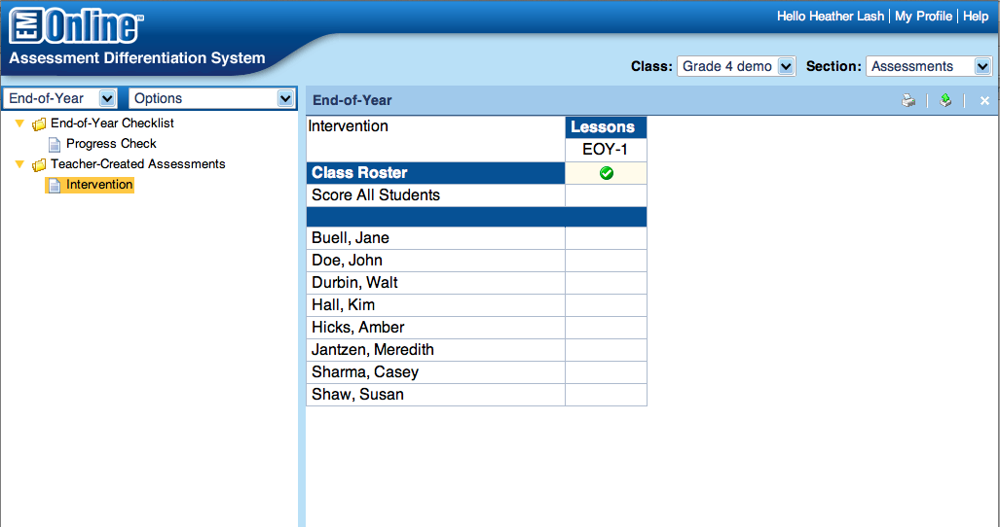 EM Online™
Hello Heather Lash | My Profile | Help
Assessment Differentiation System
Class: Grade 4 demo Section: Assessments
End-of-Year Options
End-of-Year Checklist
Progress Check
Teacher-Created Assessments
Intervention
End-of-Year
Intervention Lessons
EOY-1
Class Roster
Score All Students
Buell, Jane
Doe, John
Durbin, Walt
Hall, Kim
Hicks, Amber
Jantzen, Meredith
Sharma, Casey
Shaw, Susan